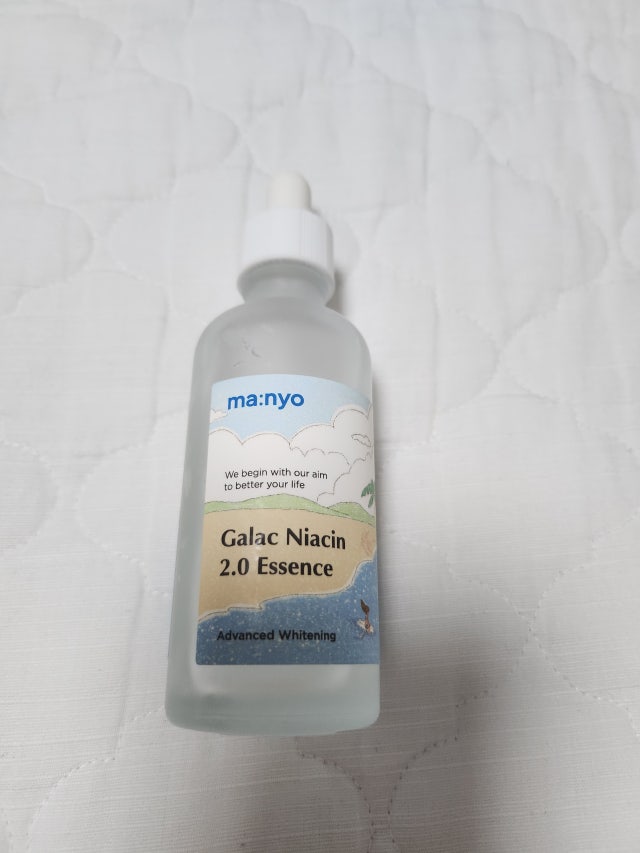 ma:nyo
We begin with our aim
to better your life
Galac Niacin
2.0 Essence
Advanced Whitening